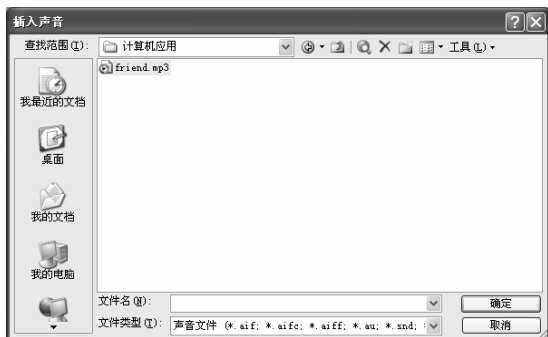 插入声音
查找范围(I): 计算机应用 工具(L)
friend.mp3
我最近的文档
桌面
我的文档
我的电脑
文件名(N): 确定
文件类型(T): 声音文件 (*.aif; *.aifc; *.aiff; *.au; *.snd; 取消